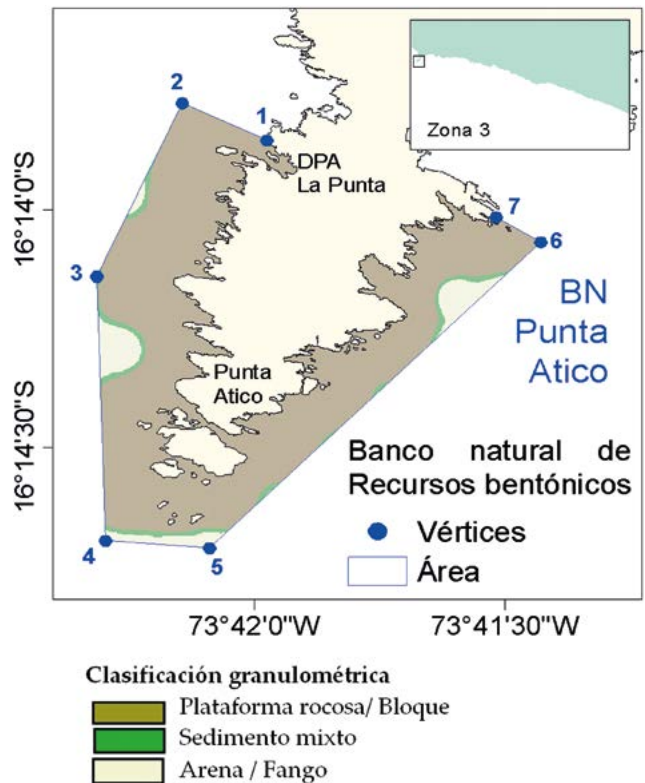 2
1
Zona 3
DPA
La Punta
16°14'0"S
7
6
3
BN
Punta
Atico
Punta
Atico
16°14'30"S
Banco natural de
Recursos bentónicos
Vértices
4
5
Área
73°42'0"W
73°41'30"W
Clasificación granulométrica
Plataforma rocosa/ Bloque
Sedimento mixto
Arena / Fango